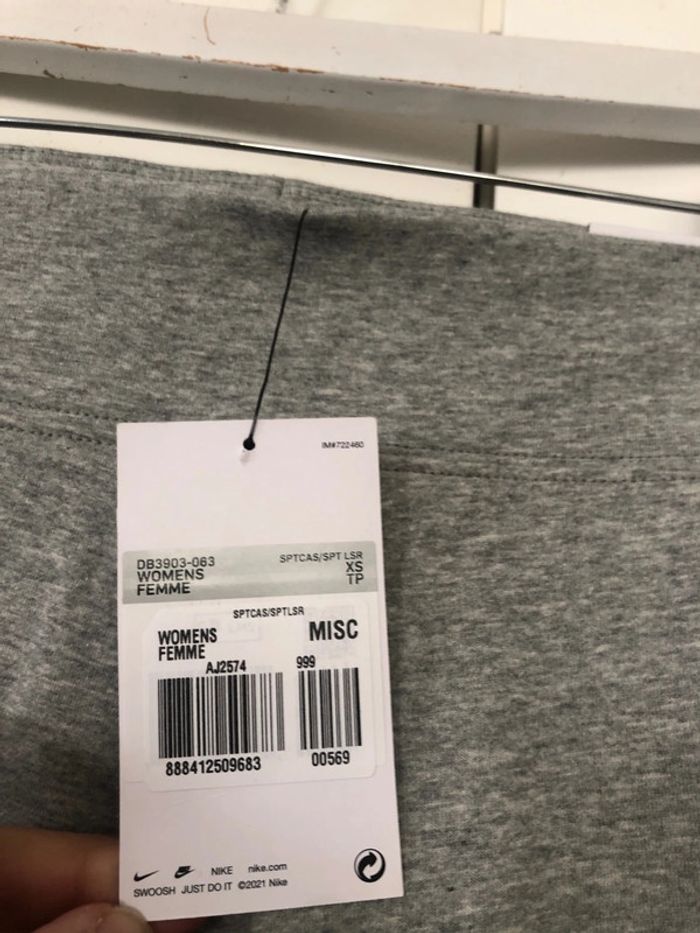 IM#722460
DB3903-063 SPTCAS/SPT LSR
WOMENS XS
FEMME TP
SPTCAS/SPTLSR
WOMENS MISC
FEMME
AJ2574 999
888412509683 00569
NIKE nike.com
SWOOSH JUST DO IT ©2021 Nike